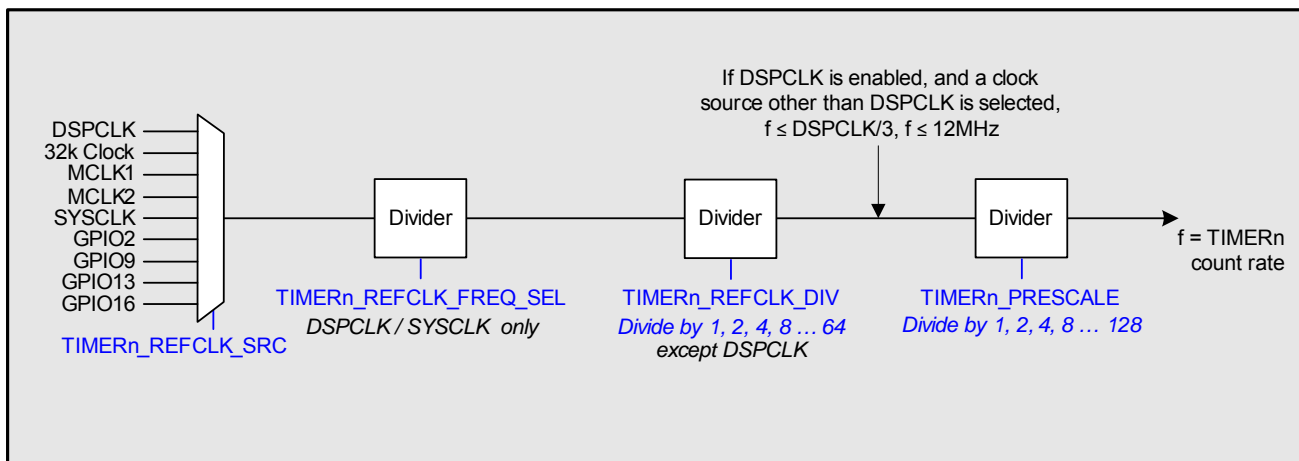 If DSPCLK is enabled, and a clock
source other than DSPCLK is selected,
f ≤ DSPCLK/3, f ≤ 12MHz
DSPCLK
32k Clock
MCLK1
MCLK2
SYSCLK
GPIO2
GPIO9
GPIO13
GPIO16
TIMERn_REFCLK_SRC
Divider
TIMERn_REFCLK_FREQ_SEL
DSPCLK / SYSCLK only
Divider
TIMERn_REFCLK_DIV
Divide by 1, 2, 4, 8 … 64
except DSPCLK
Divider
TIMERn_PRESCALE
Divide by 1, 2, 4, 8 … 128
f = TIMERn
count rate